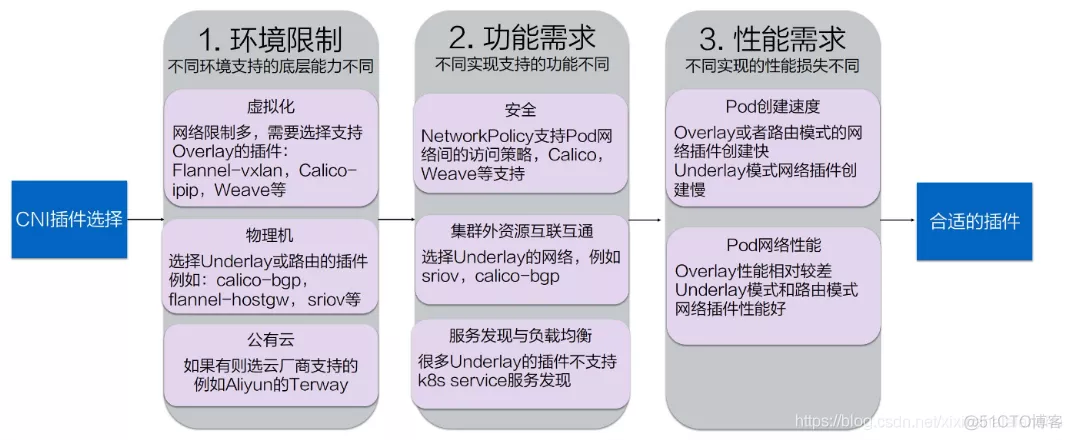 CNI插件选择
1. 环境限制
不同环境支持的底层能力不同
虚拟化
网络限制多，需要选择支持
Overlay的插件：
Flannel-vxlan，Calico-
ipip，Weave等
物理机
选择Underlay或路由的插件
例如：calico-bgp，
flannel-hostgw，sriov等
公有云
如果有则选云厂商支持的
例如Aliyun的Terway
2. 功能需求
不同实现支持的功能不同
安全
NetworkPolicy支持Pod网
络间的访问策略，Calico，
Weave等支持
集群外资源互联互通
选择Underlay的网络，例如
sriov，calico-bgp
服务发现与负载均衡
很多Underlay的插件不支持
k8s service服务发现
3. 性能需求
不同实现的性能损失不同
Pod创建速度
Overlay或者路由模式的网
络插件创建快
Underlay模式网络插件创
建慢
Pod网络性能
Overlay性能相对较差
Underlay模式和路由模式
网络插件性能好
合适的插件
@51CTO博客